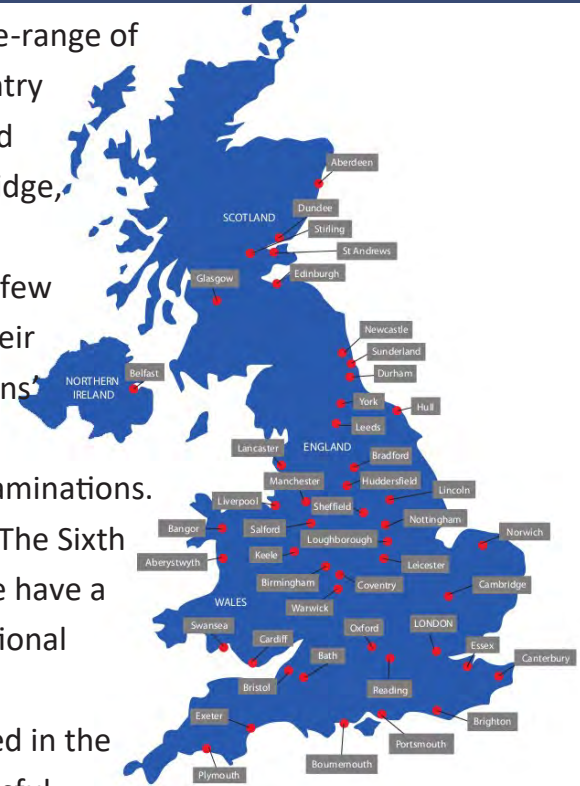 e-range of
ntry
d
idge,
few
eir
ns'
aminations.
The Sixth
e have a
tional
ed in the
Aberdeen
Dundee
SCOTLAND
Stirling
St Andrews
Glasgow
Edinburgh
Newcastle
Sunderland
Belfast
Durham
NORTHERN
IRELAND
York
Hull
Leeds
Lancaster
ENGLAND
Bradford
Manchester
Huddersfield
Lincoln
Liverpool
Sheffield
Nottingham
Bangor
Salford
Loughborough
Norwich
Aberystwyth
Keele
Leicester
Birmingham
Coventry
Cambridge
WALES
Warwick
Swansea
Cardiff
Oxford
LONDON
Essex
Bath
Canterbury
Bristol
Reading
Exeter
Brighton
Portsmouth
Plymouth
Bournemouth